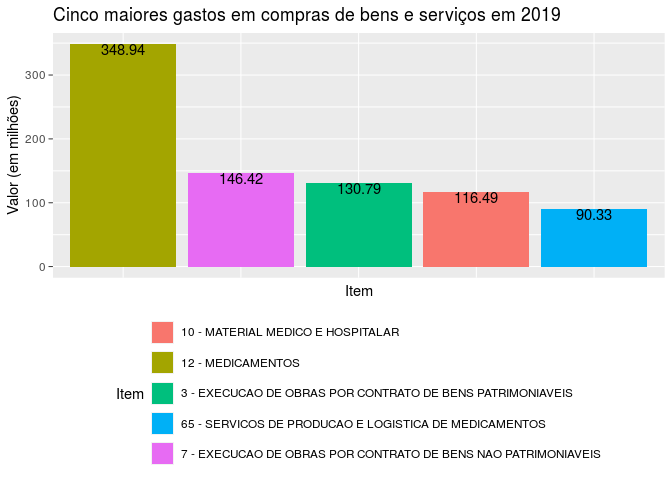 Cinco maiores gastos em compras de bens e serviços em 2019
Valor (em milhões)
300
200
100
0
348.94
146.42
130.79
116.49
90.33
Item
Item
10 - MATERIAL MEDICO E HOSPITALAR
12 - MEDICAMENTOS
3 - EXECUCAO DE OBRAS POR CONTRATO DE BENS PATRIMONIAVEIS
65 - SERVICOS DE PRODUCAO E LOGISTICA DE MEDICAMENTOS
7 - EXECUCAO DE OBRAS POR CONTRATO DE BENS NAO PATRIMONIAVEIS